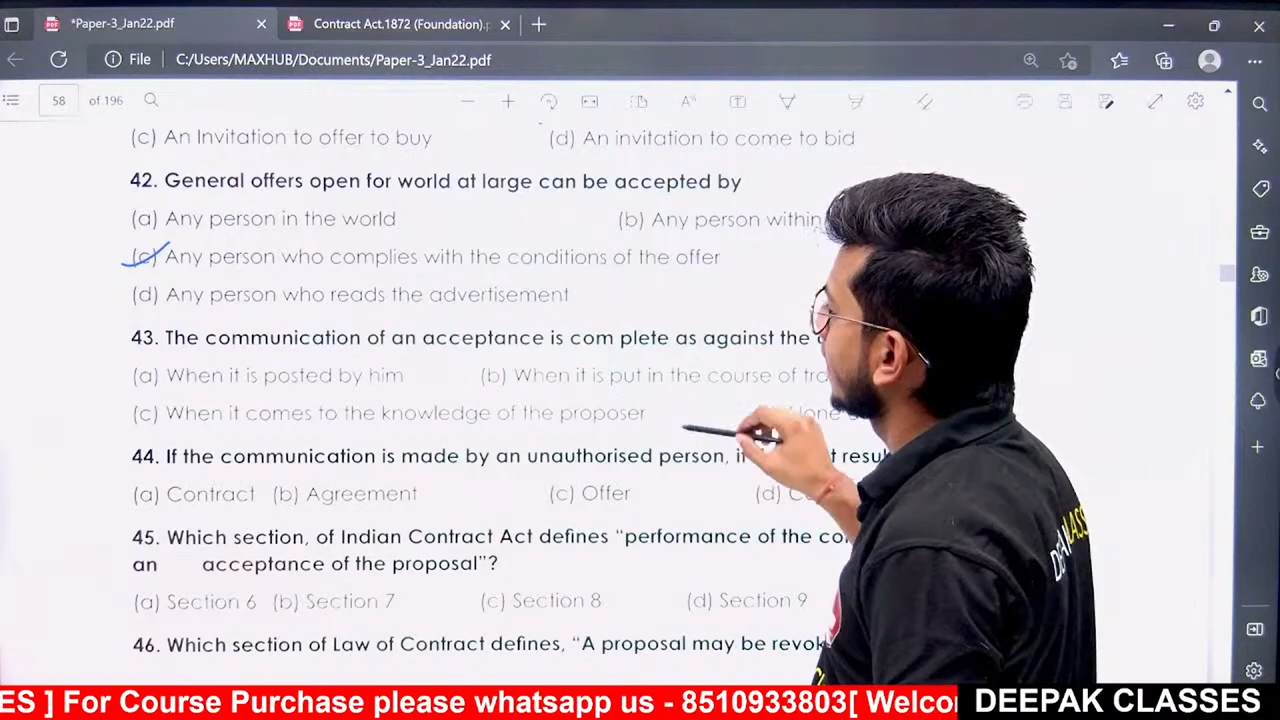 *Paper-3_Jan22.pdf
Contract Act.1872 (Foundation).p
File
C:/Users/MAXHUB/Documents/Paper-3_Jan22.pdf
58 of 196
(c) An Invitation to offer to buy (d) An invitation to come to bid
42. General offers open for world at large can be accepted by
(a) Any person in the world (b) Any person within
(c) Any person who complies with the conditions of the offer
(d) Any person who reads the advertisement
43. The communication of an acceptance is com plete as against the
(a) When it is posted by him (b) When it is put in the course of
(c) When it comes to the knowledge of the proposer
44. If the communication is made by an unauthorised person, it
(a) Contract (b) Agreement (c) Offer (d)
45. Which section, of Indian Contract Act defines “performance of the
an acceptance of the proposal”?
(a) Section 6 (b) Section 7 (c) Section 8 (d) Section 9
46. Which section of Law of Contract defines, “A proposal may be
ES ] For Course Purchase please whatsapp us - 8510933803[ Welco
DEEPAK CLASSES